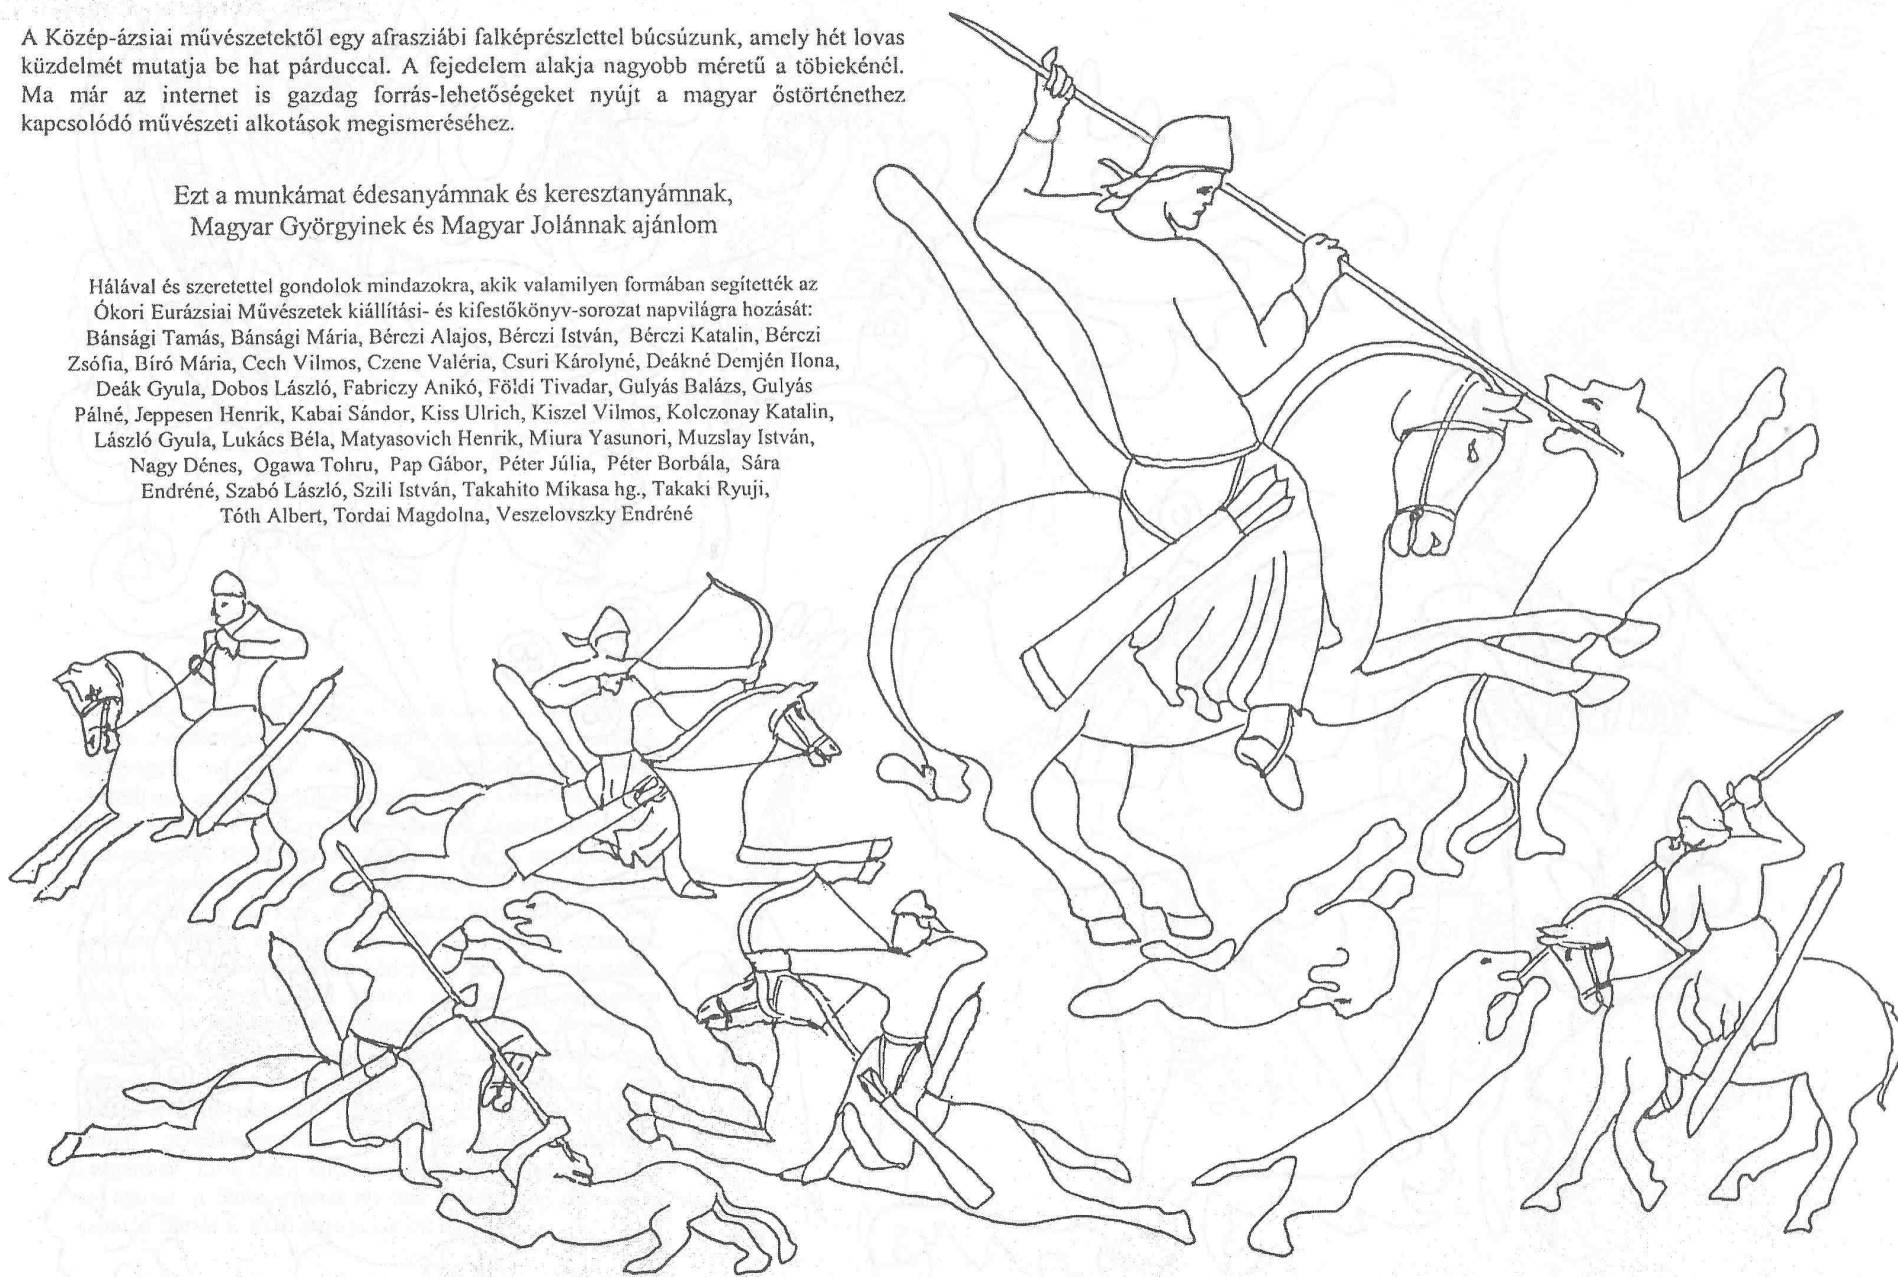 A Közép-ázsiai művészetektől egy afrasziábi falképrészlettel búcsúzunk, amely hét lovas
küzdelmét mutatja be hat párduccal. A fejedelem alakja nagyobb méretű a töbiekénél.
Ma már az internet is gazdag forrás-lehetőségeket nyújt a magyar őstörténethez
kapcsolódó művészeti alkotások megismeréséhez.
Ezt a munkámat édesanyámnak és keresztanyámnak,
Magyar Györgyinek és Magyar Jolánnak ajánlom
Hálával és szeretettel gondolok mindazokra, akik valamilyen formában segítették az
Ókori Eurázsiai Művészetek kiállítási- és kifestőkönyv-sorozat napvilágra hozását:
Bánsági Tamás, Bánsági Mária, Bérczi Alajos, Bérczi István, Bérczi Katalin, Bérczi
Zsófia, Bíró Mária, Cech Vilmos, Czene Valéria, Csuri Károlyné, Deákné Demjén Ilona,
Deák Gyula, Dobos László, Fabriczy Anikó, Földi Tivadar, Gulyás Balázs, Gulyás
Pálné, Jeppesen Henrik, Kabai Sándor, Kiss Ulrich, Kiszel Vilmos, Kolczonay Katalin,
László Gyula, Lukács Béla, Matyasovich Henrik, Miura Yasunori, Muzslay István,
Nagy Dénes, Ogawa Tohru, Pap Gábor, Péter Júlia, Péter Borbála, Sára
Endréné, Szabó László, Szili István, Takahito Mikasa hg., Takaki Ryuji,
Tóth Albert, Tordai Magdolna, Veszelovszky Endréné